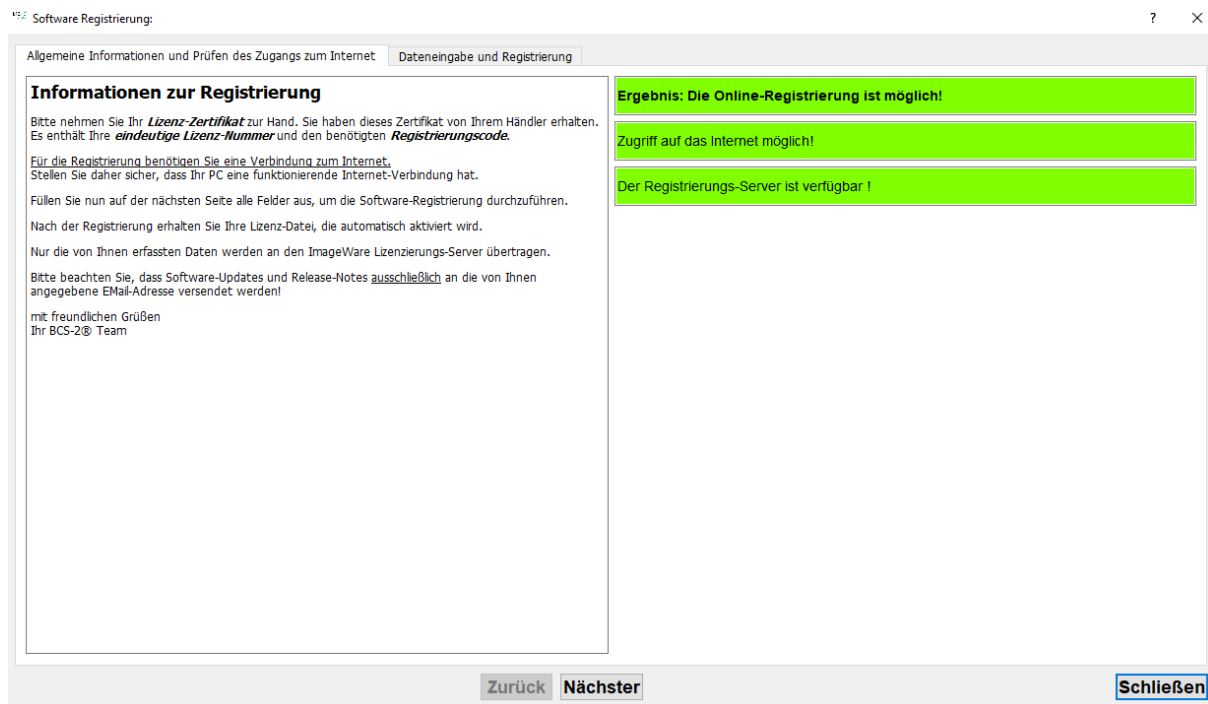 Software Registrierung:
Allgemeine Informationen und Prüfen des Zugangs zum Internet
Dateneingabe und Registrierung
Informationen zur Registrierung
Bitte nehmen Sie Ihr Lizenz-Zertifikat zur Hand. Sie haben dieses Zertifikat von Ihrem Händler erhalten.
Es enthält Ihre eindeutige Lizenz-Nummer und den benötigten Registrierungscode.
Für die Registrierung benötigen Sie eine Verbindung zum Internet.
Stellen Sie daher sicher, dass Ihr PC eine funktionierende Internet-Verbindung hat.
Füllen Sie nun auf der nächsten Seite alle Felder aus, um die Software-Registrierung durchzuführen.
Nach der Registrierung erhalten Sie Ihre Lizenz-Datei, die automatisch aktiviert wird.
Nur die von Ihnen erfassten Daten werden an den ImageWare Lizenzierungs-Server übertragen.
Bitte beachten Sie, dass Software-Updates und Release-Notes ausschließlich an die von Ihnen
angegebene EMail-Adresse versendet werden!
mit freundlichen Grüßen
Ihr BCS-2® Team
Ergebnis: Die Online-Registrierung ist möglich!
Zugriff auf das Internet möglich!
Der Registrierungs-Server ist verfügbar !
Zurück
Nächster
Schließen